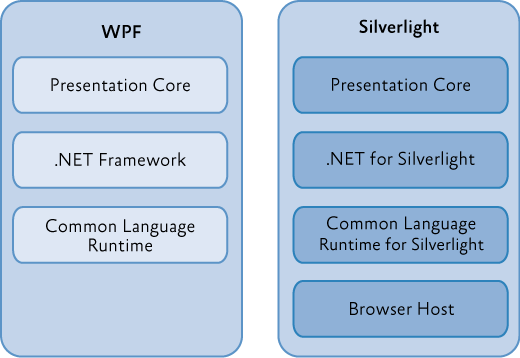 WPF
Presentation Core
.NET Framework
Common Language
Runtime
Silverlight
Presentation Core
.NET for Silverlight
Common Language
Runtime for Silverlight
Browser Host